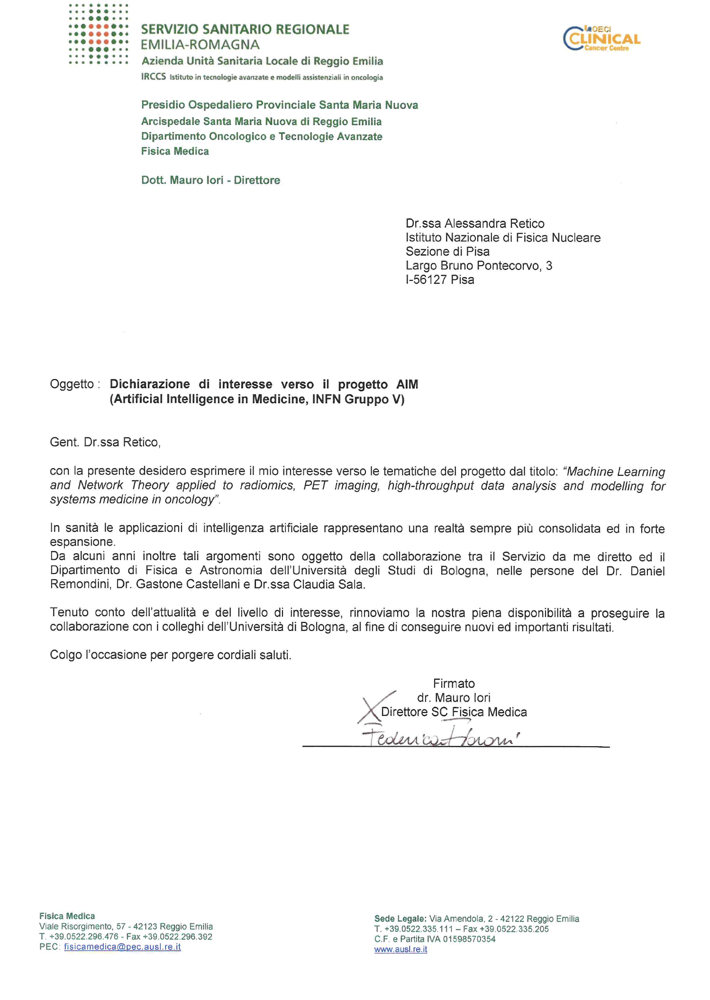 SERVIZIO SANITARIO REGIONALE
EMILIA-ROMAGNA
Azienda Unità Sanitaria Locale di Reggio Emilia
IRCCS Istituto in tecnologie avanzate e modelli assistenziali in oncologia
OECI
CLINICAL
Cancer Centre
Presidio Ospedaliero Provinciale Santa Maria Nuova
Arcispedale Santa Maria Nuova di Reggio Emilia
Dipartimento Oncologico e Tecnologie Avanzate
Fisica Medica
Dott. Mauro Iori - Direttore
Dr.ssa Alessandra Retico
Istituto Nazionale di Fisica Nucleare
Sezione di Pisa
Largo Bruno Pontecorvo, 3
I-56127 Pisa
Oggetto : Dichiarazione di interesse verso il progetto AIM
(Artificial Intelligence in Medicine, INFN Gruppo V)
Gent. Dr.ssa Retico,
con la presente desidero esprimere il mio interesse verso le tematiche del progetto dal titolo: “Machine Learning
and Network Theory applied to radiomics, PET imaging, high-throughput data analysis and modelling for
systems medicine in oncology”.
In sanità le applicazioni di intelligenza artificiale rappresentano una realtà sempre più consolidata ed in forte
espansione.
Da alcuni anni inoltre tali argomenti sono oggetto della collaborazione tra il Servizio da me diretto ed il
Dipartimento di Fisica e Astronomia dell’Università degli Studi di Bologna, nelle persone del Dr. Daniel
Remondini, Dr. Gastone Castellani e Dr.ssa Claudia Sala.
Tenuto conto dell’attualità e del livello di interesse, rinnoviamo la nostra piena disponibilità a proseguire la
collaborazione con i colleghi dell’Università di Bologna, al fine di conseguire nuovi ed importanti risultati.
Colgo l’occasione per porgere cordiali saluti.
Firmato
dr. Mauro Iori
Direttore SC Fisica Medica
Federica
Fisica Medica
Viale Risorgimento, 57 - 42123 Reggio Emilia
T. +39.0522.296.476 - Fax +39.0522.296.392
PEC: fisicamedica@pec.ausl.re.it
Sede Legale: Via Amendola, 2 - 42122 Reggio Emilia
T. +39.0522.335.111 – Fax +39.0522.335.205
C.F. e Partita IVA 01598570354
www.ausl.re.it